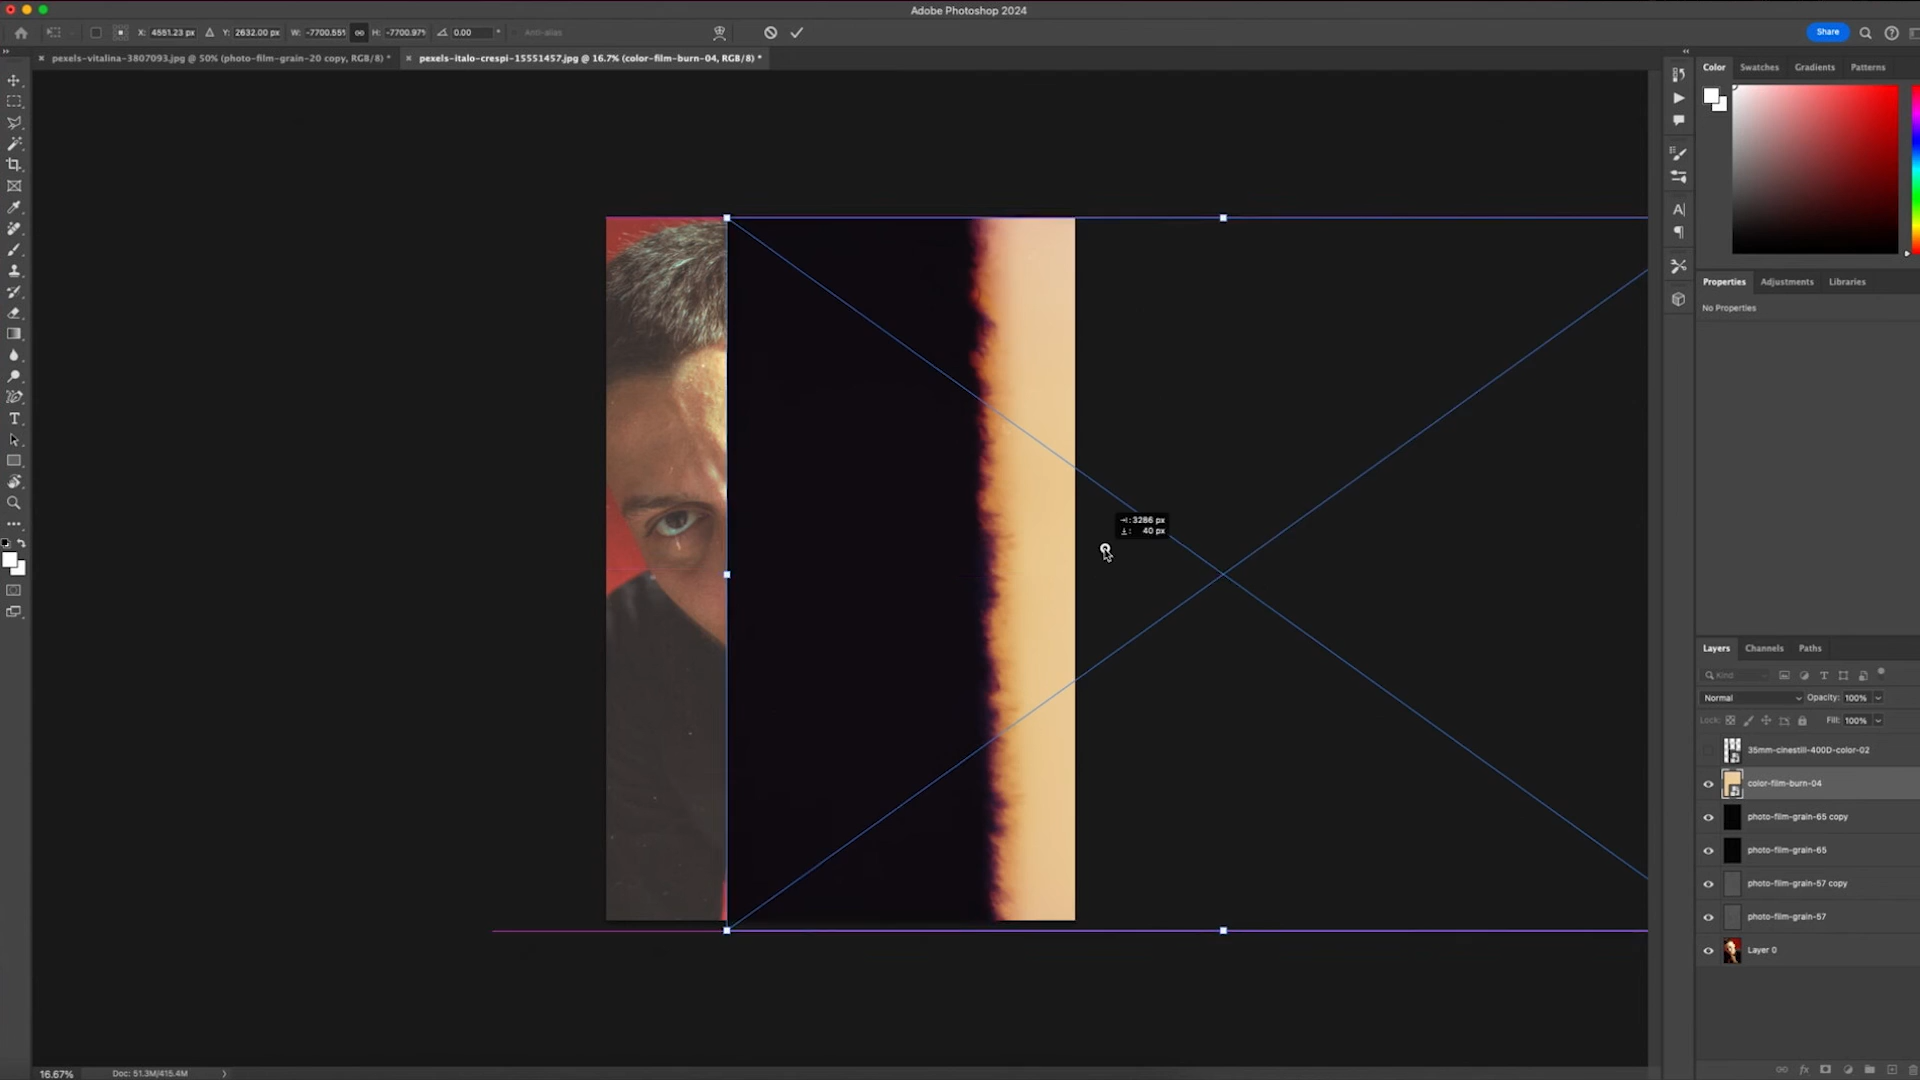 Adobe Photoshop 2024
X: 4551.23 px Y: 2632.00 px W: -7700.55% H: -7700.97% 0.00 ° Anti-alias
Share
pexels-vitalina-3807093.jpg @ 50% (photo-film-grain-20 copy, RGB/8) *
pexels-italo-crespi-15551457.jpg @ 16.7% (color-film-burn-04, RGB/8) *
Color Swatches Gradients Patterns
Properties Adjustments Libraries
No Properties
: 3286 px
: 40 px
Layers Channels Paths
Kind
Normal Opacity: 100%
Lock: Fill: 100%
35mm-cinestill-400D-color-02
color-film-burn-04
photo-film-grain-65 copy
photo-film-grain-65
photo-film-grain-57 copy
photo-film-grain-57
Layer 0
fx
16.67% Doc: 51.3M/415.4M